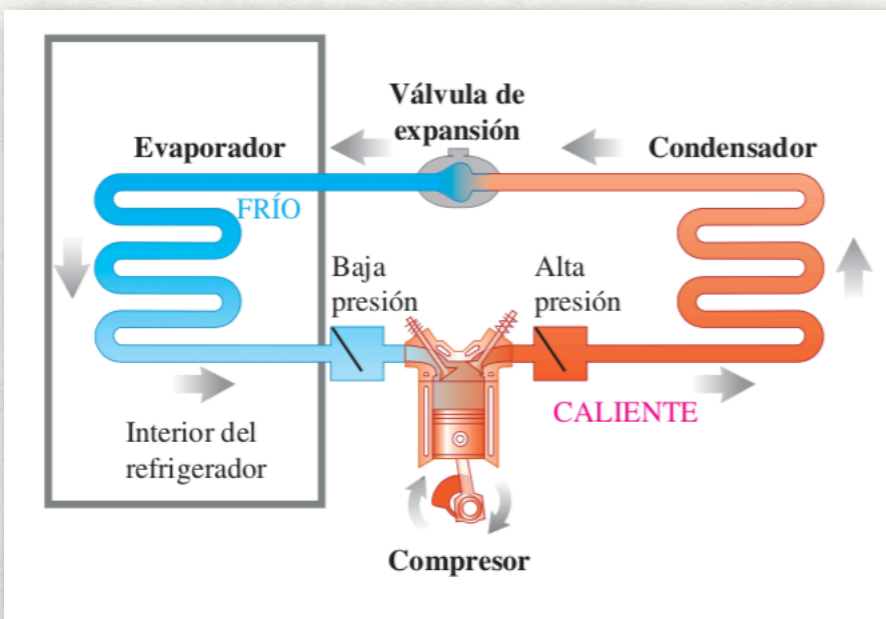 Válvula de
expansión
Evaporador
Condensador
FRÍO
Baja
presión
Alta
presión
CALIENTE
Interior del
refrigerador
Compresor